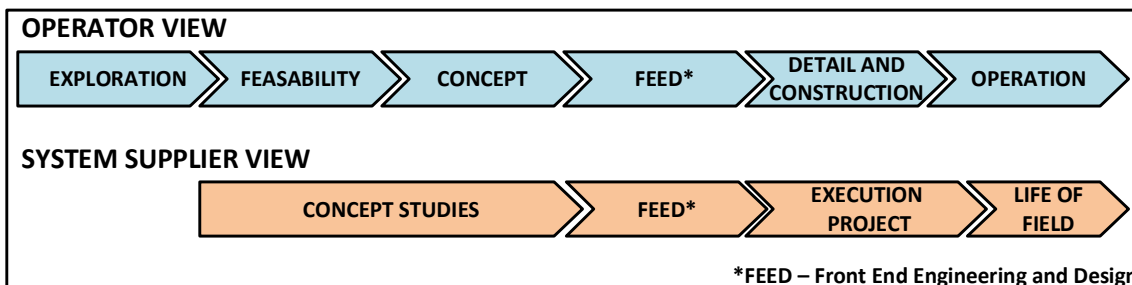 OPERATOR VIEW
EXPLORATION
FEASABILITY
CONCEPT
FEED*
DETAIL AND
CONSTRUCTION
OPERATION
SYSTEM SUPPLIER VIEW
CONCEPT STUDIES
FEED*
EXECUTION
PROJECT
LIFE OF
FIELD
*FEED – Front End Engineering and Design